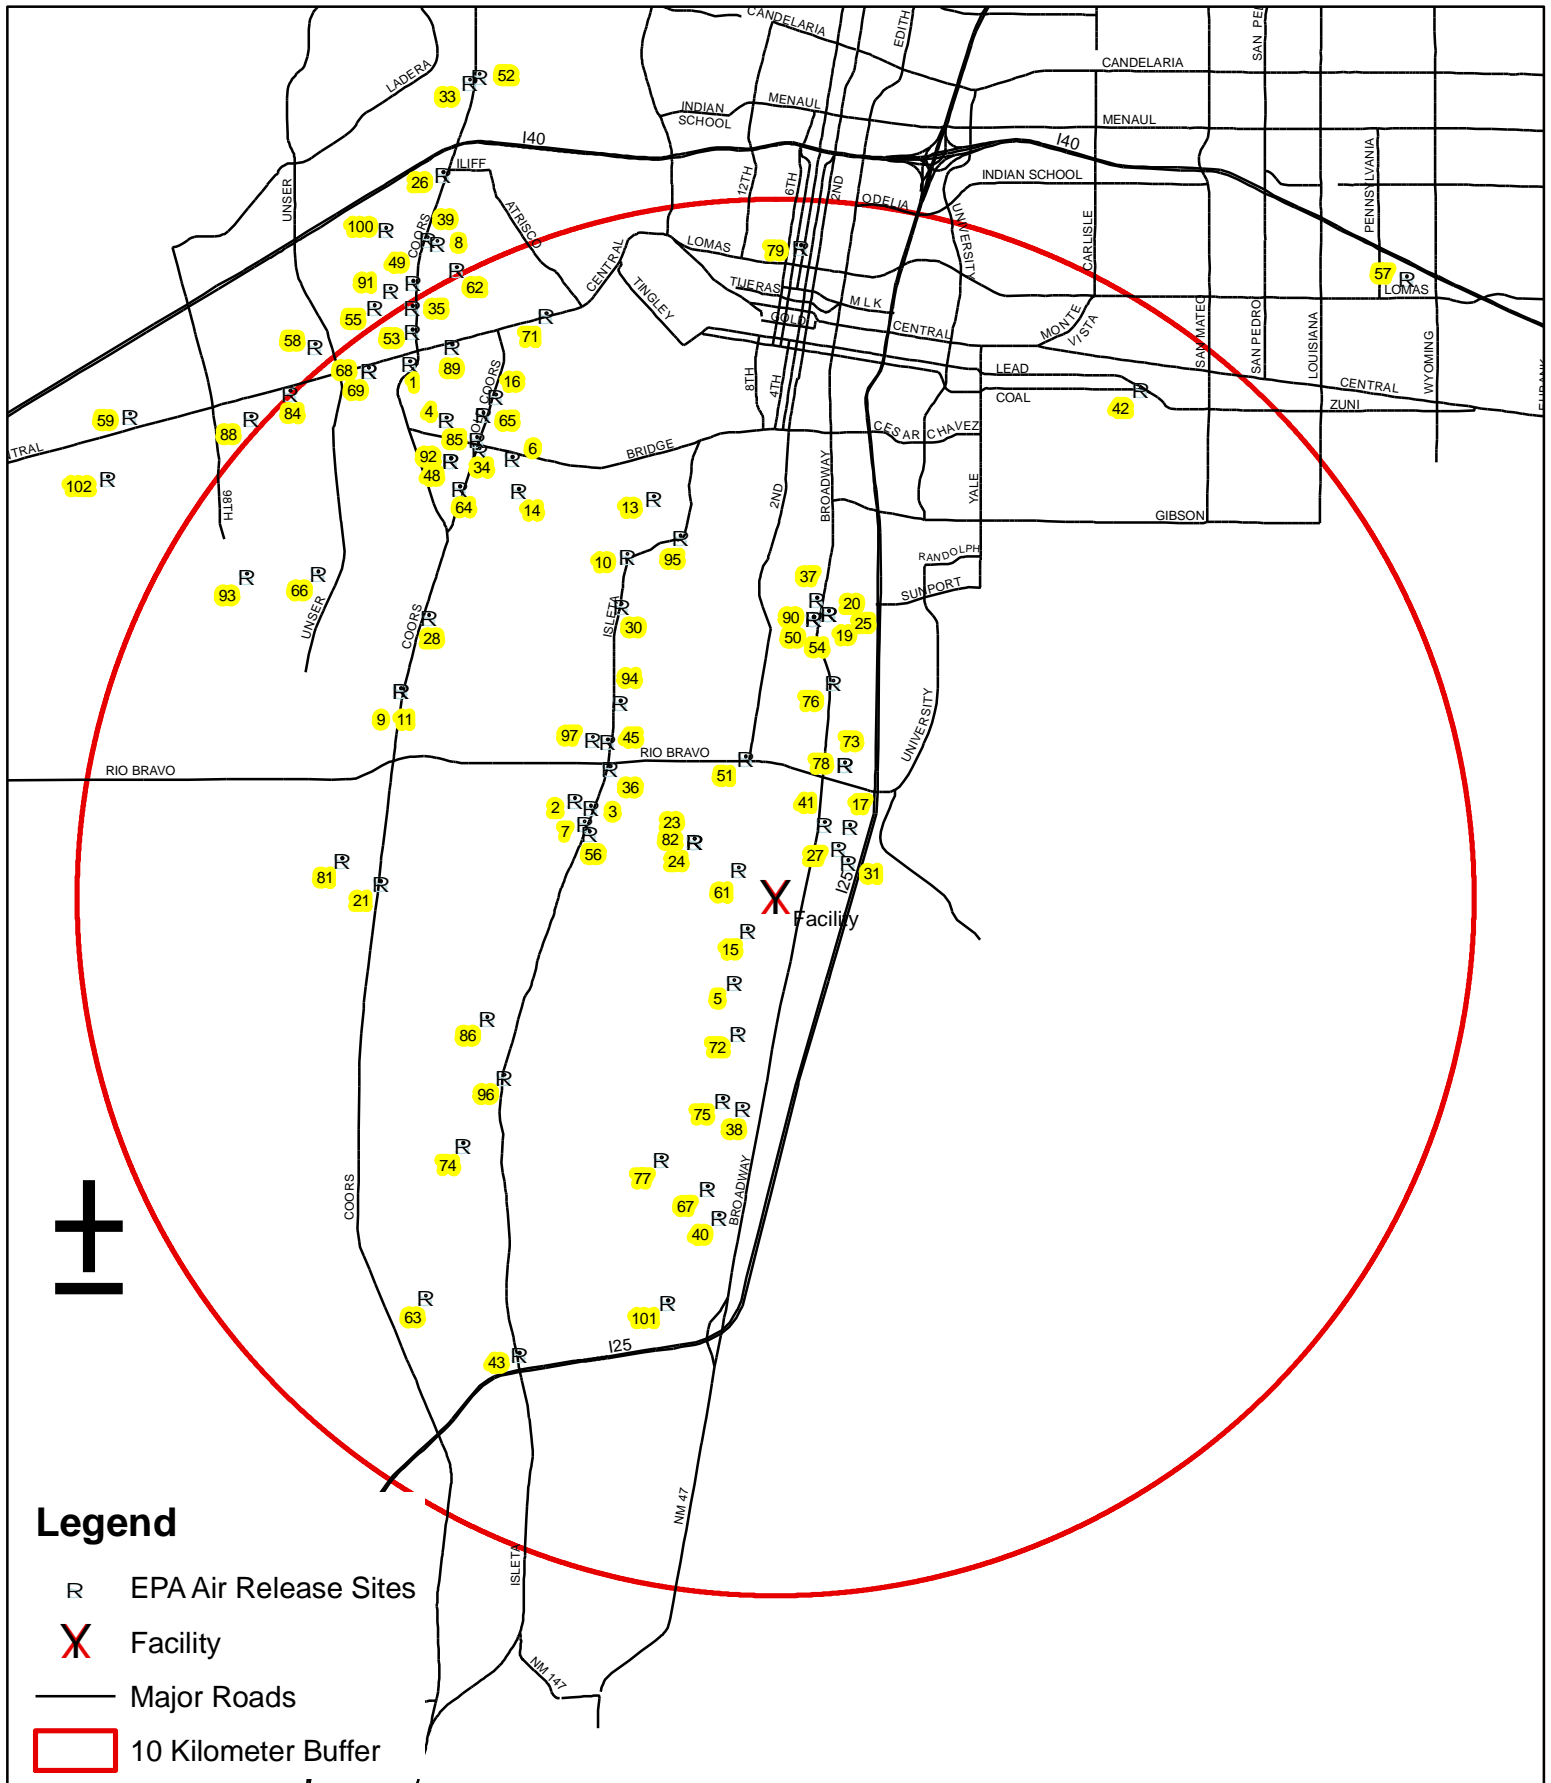 CANDELARIA
EDITH
SAN PE
LADERA
52
33
CANDELARIA
INDIAN
SCHOOL
MENAUL
MENAUL
I40
I40
ILIFF
26
UNSER
12TH
6TH
2ND
INDIAN SCHOOL
PENNSYLVANIA
ODELIA
UNIVERSITY
CARLISLE
ATRISCO
100
39
COORS
8
49
LOMAS
79
CENTRAL
57
LOMAS
91
62
TINGLEY
TIJERAS
M L K
55
35
GOLD
CENTRAL
MONTE
VISTA
SAN MATEO
SAN PEDRO
LOUISIANA
WYOMING
58
53
71
68
69
1
89
COORS
16
8TH
4TH
LEAD
COAL
CENTRAL
ZUNI
42
59
84
88
4
65
85
6
BRIDGE
CESAR CHAVEZ
TRAL
92
34
48
102
98TH
64
14
13
2ND
BROADWAY
YALE
GIBSON
10
95
RANDOLPH
SUNPORT
93
66
UNSER
37
20
90
25
50
19
54
COORS
28
ISLETA
30
94
76
UNIVERSITY
9
11
97
45
RIO BRAVO
73
78
51
RIO BRAVO
36
2
3
41
17
23
7
82
56
24
27
31
I25
81
21
61
Facility
15
5
86
72
96
75
38
74
77
67
40
BROADWAY
COORS
63
101
43
I25
NM 47
ISLETA
NM 147
Legend
R EPA Air Release Sites
Facility
Major Roads
10 Kilometer Buffer